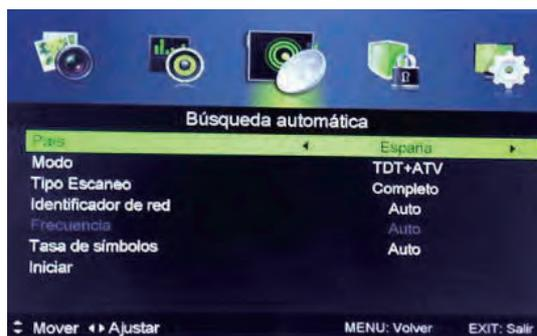 Búsqueda automática
País España
Modo TDT+ATV
Tipo Escaneo Completo
Identificador de red Auto
Frecuencia Auto
Tasa de símbolos Auto
Iniciar
Mover Ajustar MENU: Volver EXIT: Salir